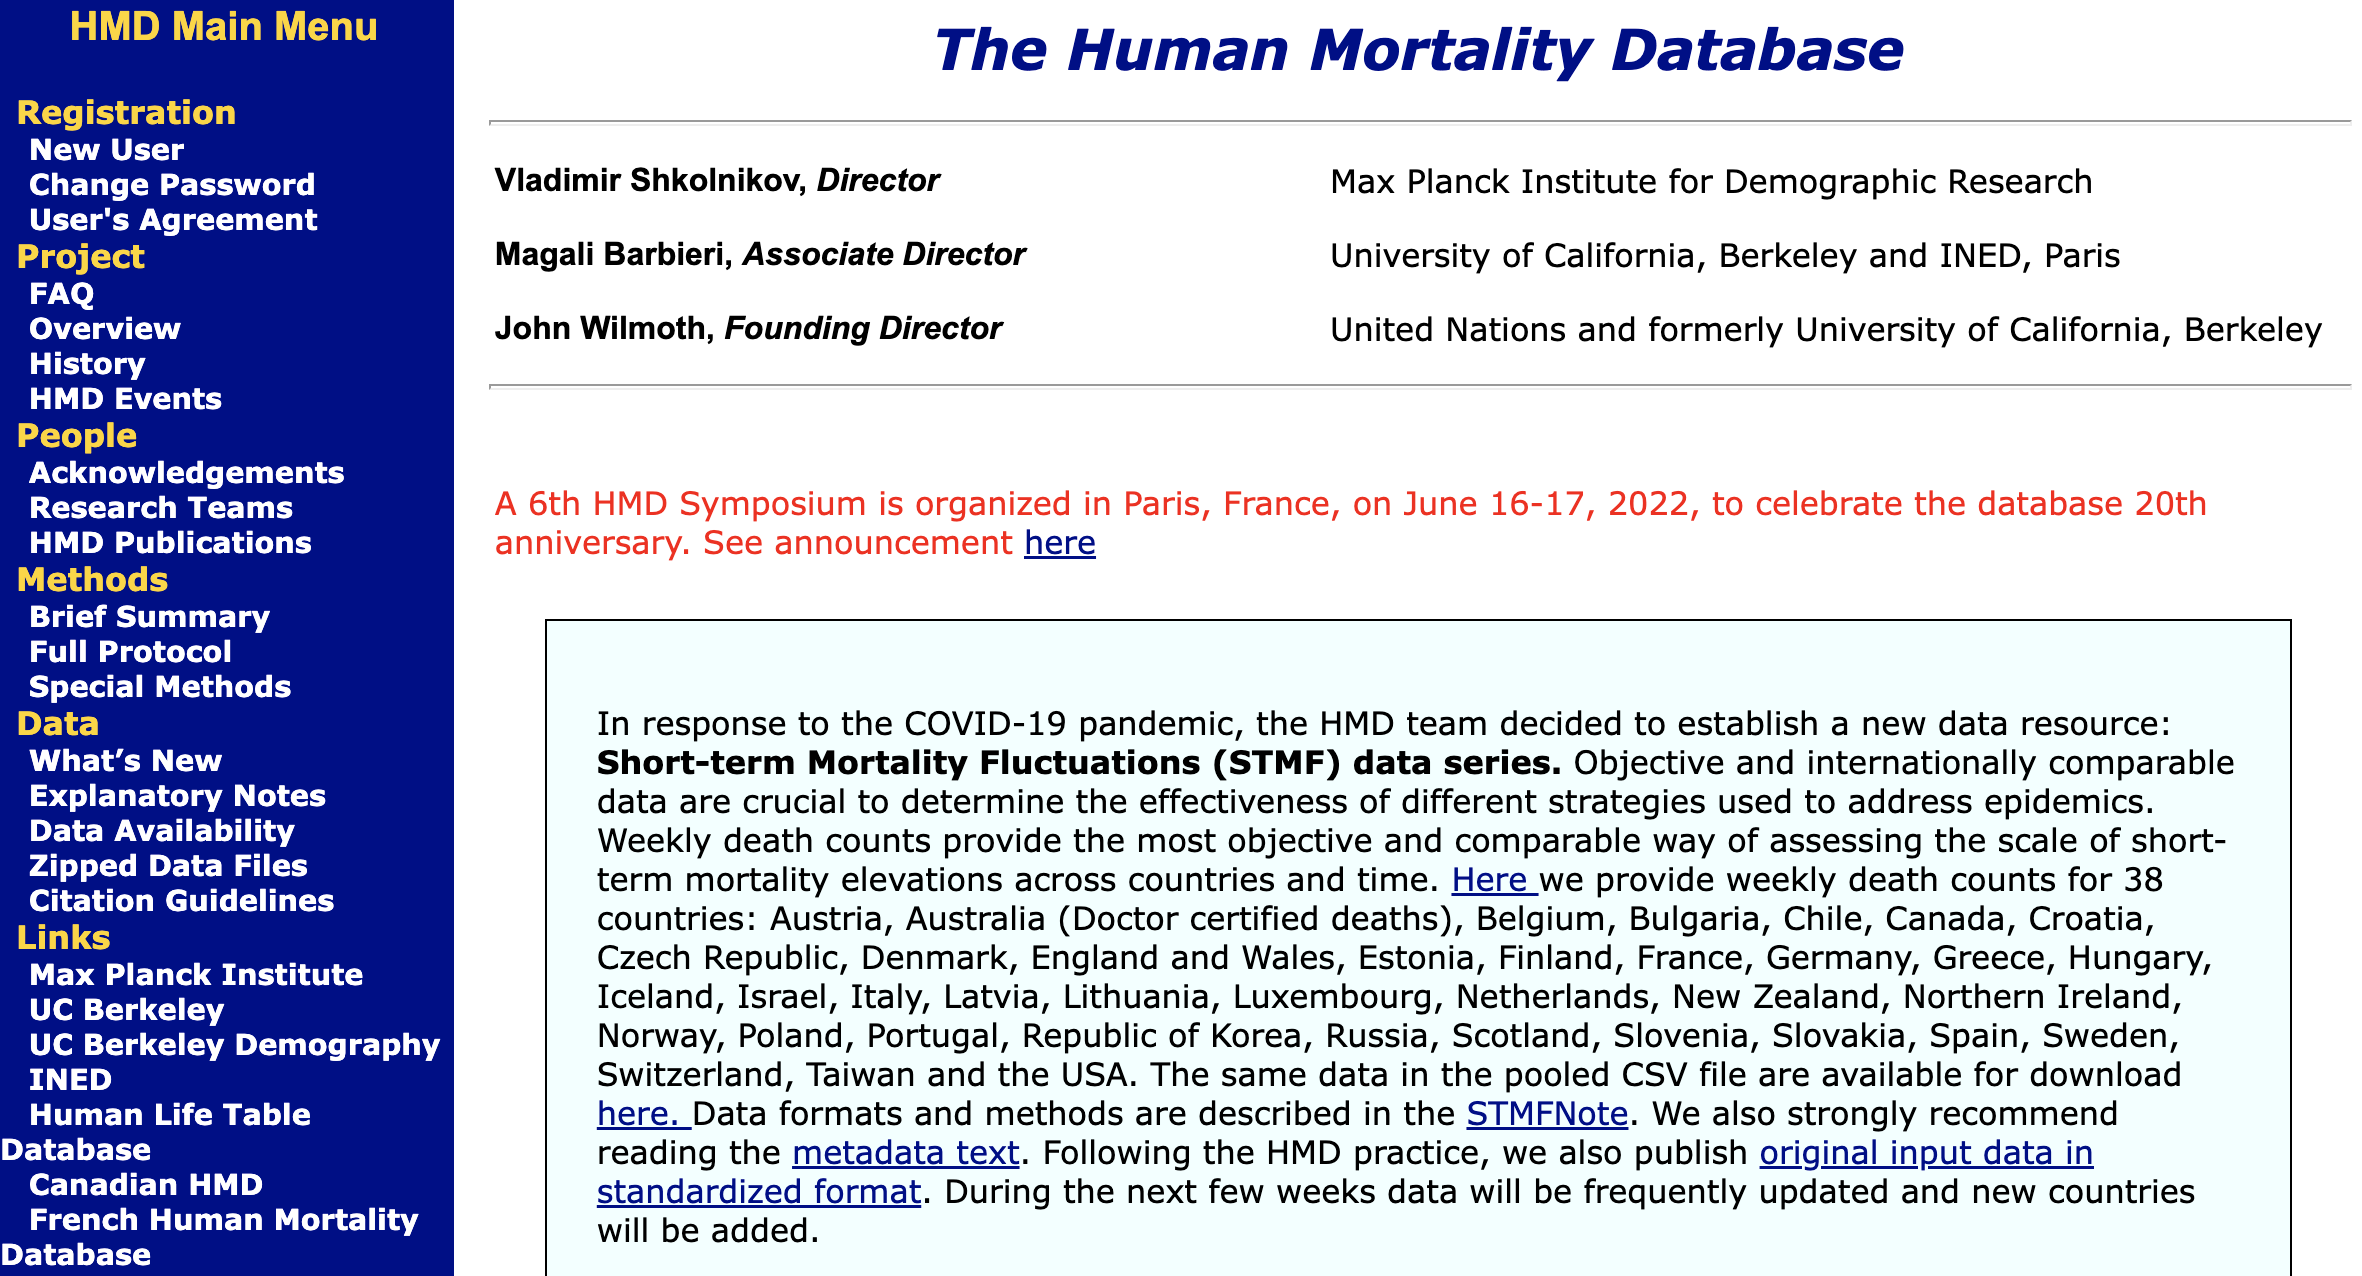 HMD Main Menu
Registration
New User
Change Password
User's Agreement
Project
FAQ
Overview
History
HMD Events
People
Acknowledgements
Research Teams
HMD Publications
Methods
Brief Summary
Full Protocol
Special Methods
Data
What’s New
Explanatory Notes
Data Availability
Zipped Data Files
Citation Guidelines
Links
Max Planck Institute
UC Berkeley
UC Berkeley Demography
INED
Human Life Table
Database
Canadian HMD
French Human Mortality
Database
The Human Mortality Database
Vladimir Shkolnikov, Director Max Planck Institute for Demographic Research
Magali Barbieri, Associate Director University of California, Berkeley and INED, Paris
John Wilmoth, Founding Director United Nations and formerly University of California, Berkeley
A 6th HMD Symposium is organized in Paris, France, on June 16-17, 2022, to celebrate the database 20th
anniversary. See announcement here
In response to the COVID-19 pandemic, the HMD team decided to establish a new data resource:
Short-term Mortality Fluctuations (STMF) data series. Objective and internationally comparable
data are crucial to determine the effectiveness of different strategies used to address epidemics.
Weekly death counts provide the most objective and comparable way of assessing the scale of short-
term mortality elevations across countries and time. Here we provide weekly death counts for 38
countries: Austria, Australia (Doctor certified deaths), Belgium, Bulgaria, Chile, Canada, Croatia,
Czech Republic, Denmark, England and Wales, Estonia, Finland, France, Germany, Greece, Hungary,
Iceland, Israel, Italy, Latvia, Lithuania, Luxembourg, Netherlands, New Zealand, Northern Ireland,
Norway, Poland, Portugal, Republic of Korea, Russia, Scotland, Slovenia, Slovakia, Spain, Sweden,
Switzerland, Taiwan and the USA. The same data in the pooled CSV file are available for download
here. Data formats and methods are described in the STMFNote. We also strongly recommend
reading the metadata text. Following the HMD practice, we also publish original input data in
standardized format. During the next few weeks data will be frequently updated and new countries
will be added.